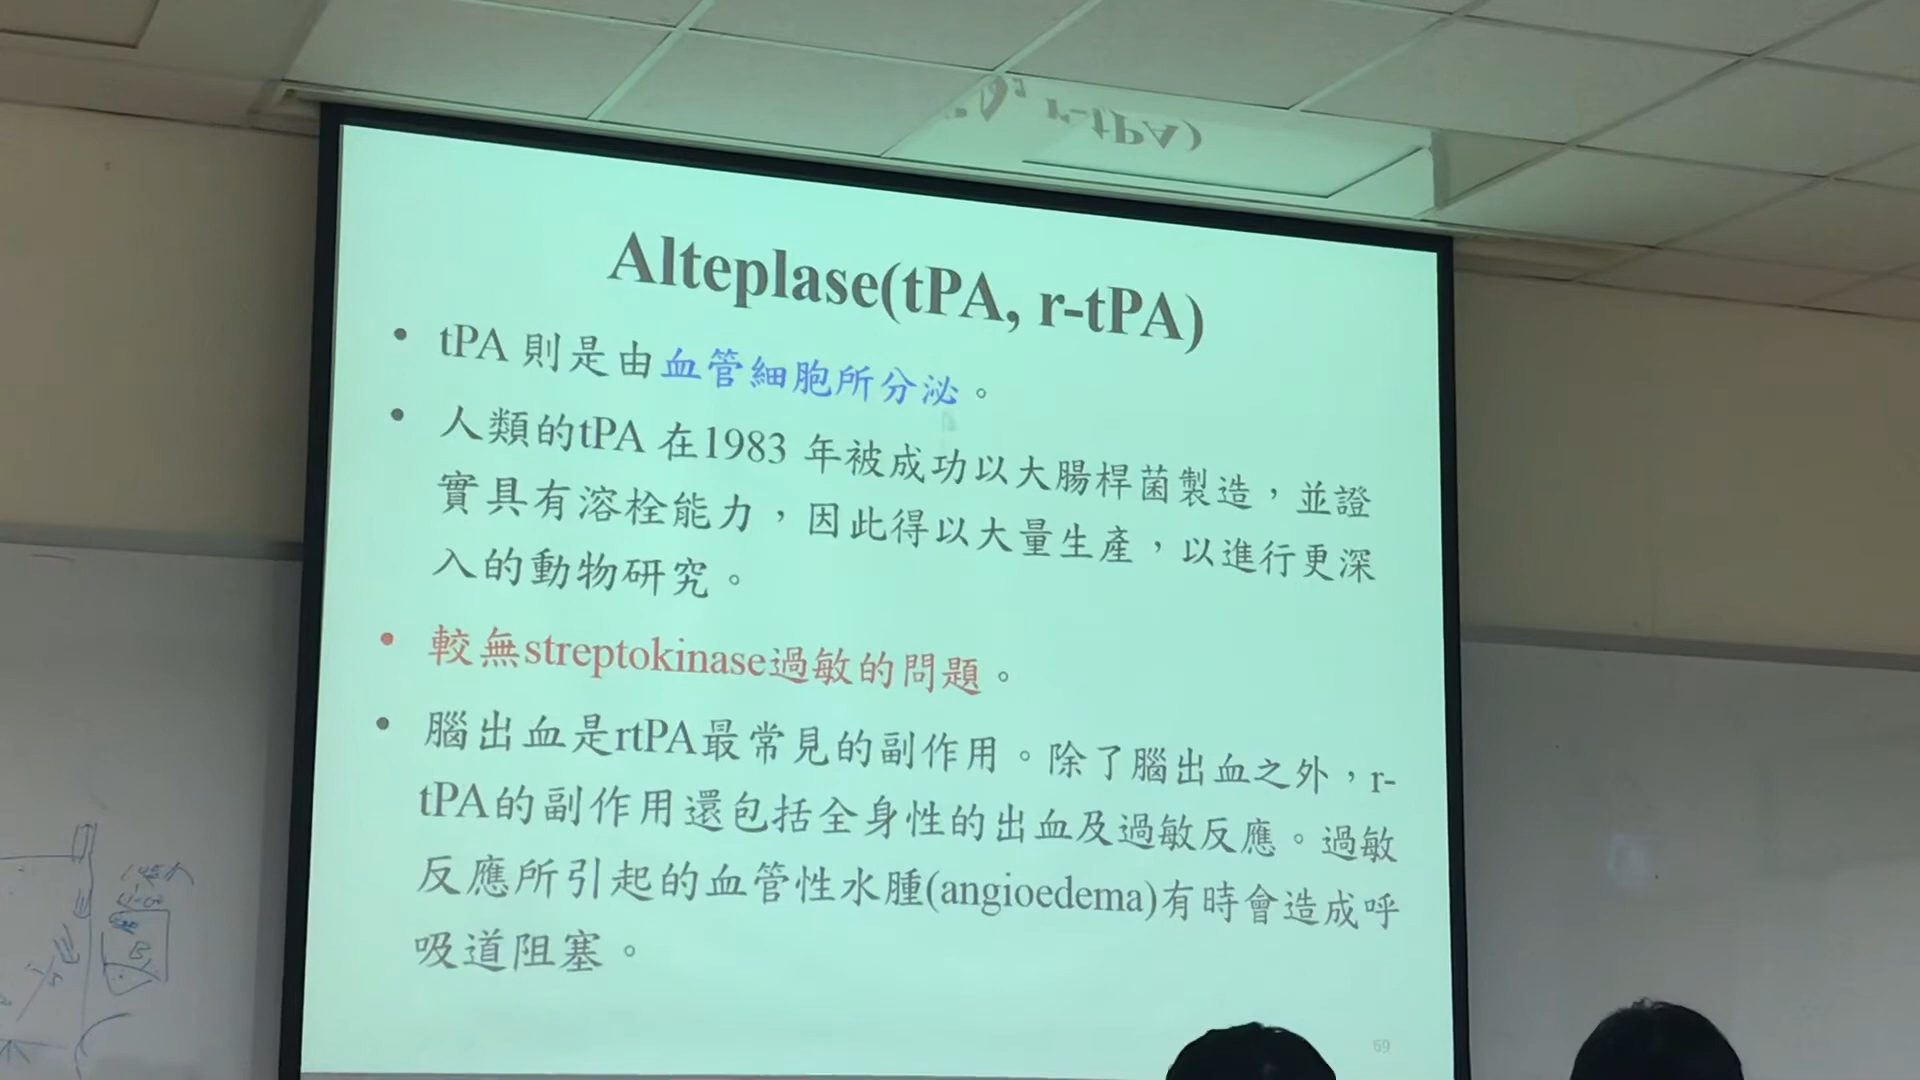 Alteplase(tPA, r-tPA)
• tPA 則是由血管細胞所分泌。
• 人類的tPA 在1983 年被成功以大腸桿菌製造，並證
實具有溶栓能力，因此得以大量生產，以進行更深
入的動物研究。
• 較無streptokinase過敏的問題。
• 腦出血是rtPA最常見的副作用。除了腦出血之外，r-
tPA的副作用還包括全身性的出血及過敏反應。過敏
反應所引起的血管性水腫(angioedema)有時會造成呼
吸道阻塞。
69